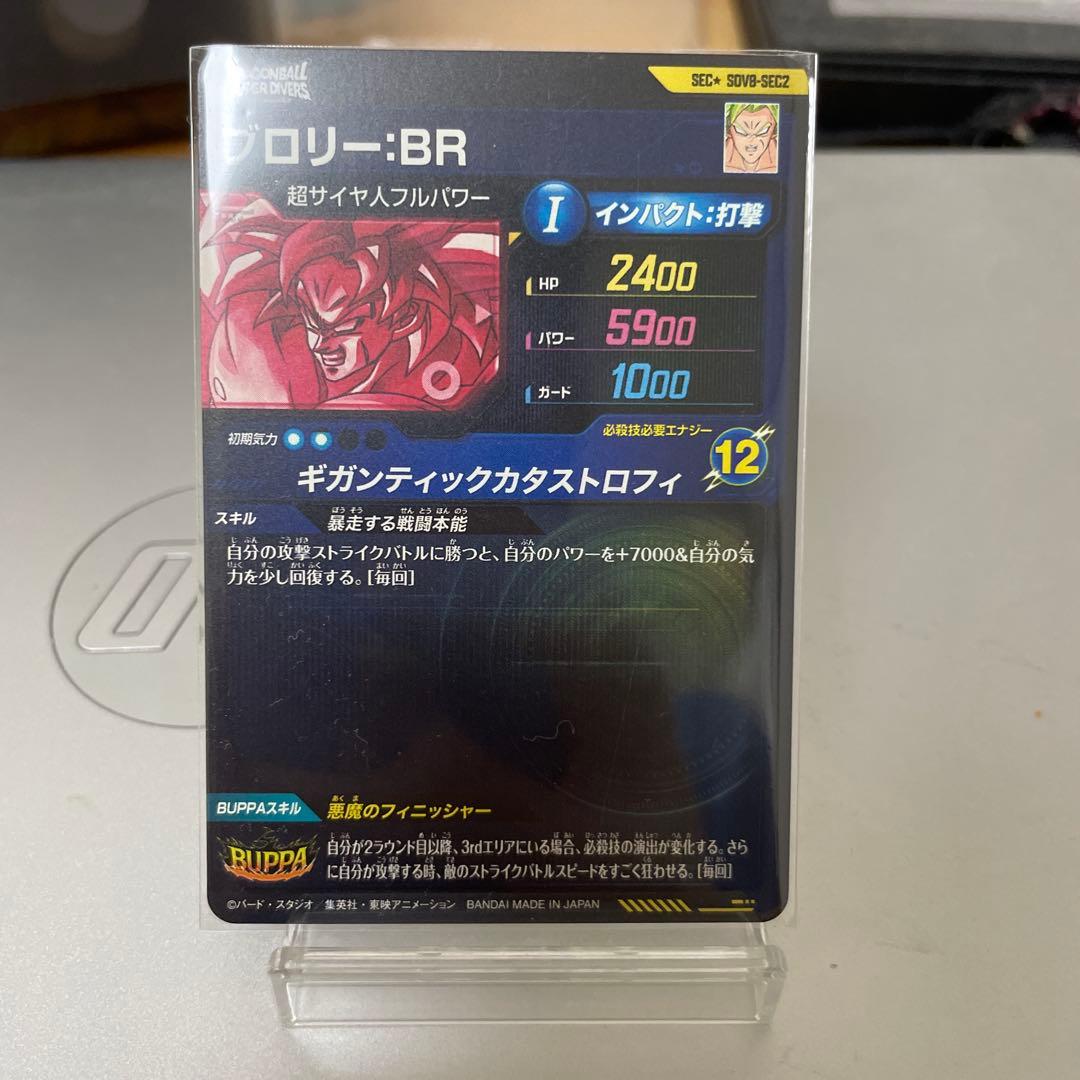 SEC★ SDV8-SEC2
ブロリー:BR
超サイヤ人フルパワー
I インパクト:打撃
HP 2400
パワー 5900
ガード 1000
初期気力
必殺技必要エナジー
12
ギガンティックカタストロフィ
スキル 暴走する戦闘本能
自分の攻撃ストライクバトルに勝つと、自分のパワーを+7000&自分の気
力を少し回復する。[毎回]
BUPPAスキル 悪魔のフィニッシャー
BUPPA
自分が2ラウンド目以降、3rdエリアにいる場合、必殺技の演出が変化する。さら
に自分が攻撃する時、敵のストライクバトルスピードをすごく狂わせる。[毎回]
©バード・スタジオ 集英社・東映アニメーション BANDAI MADE IN JAPAN